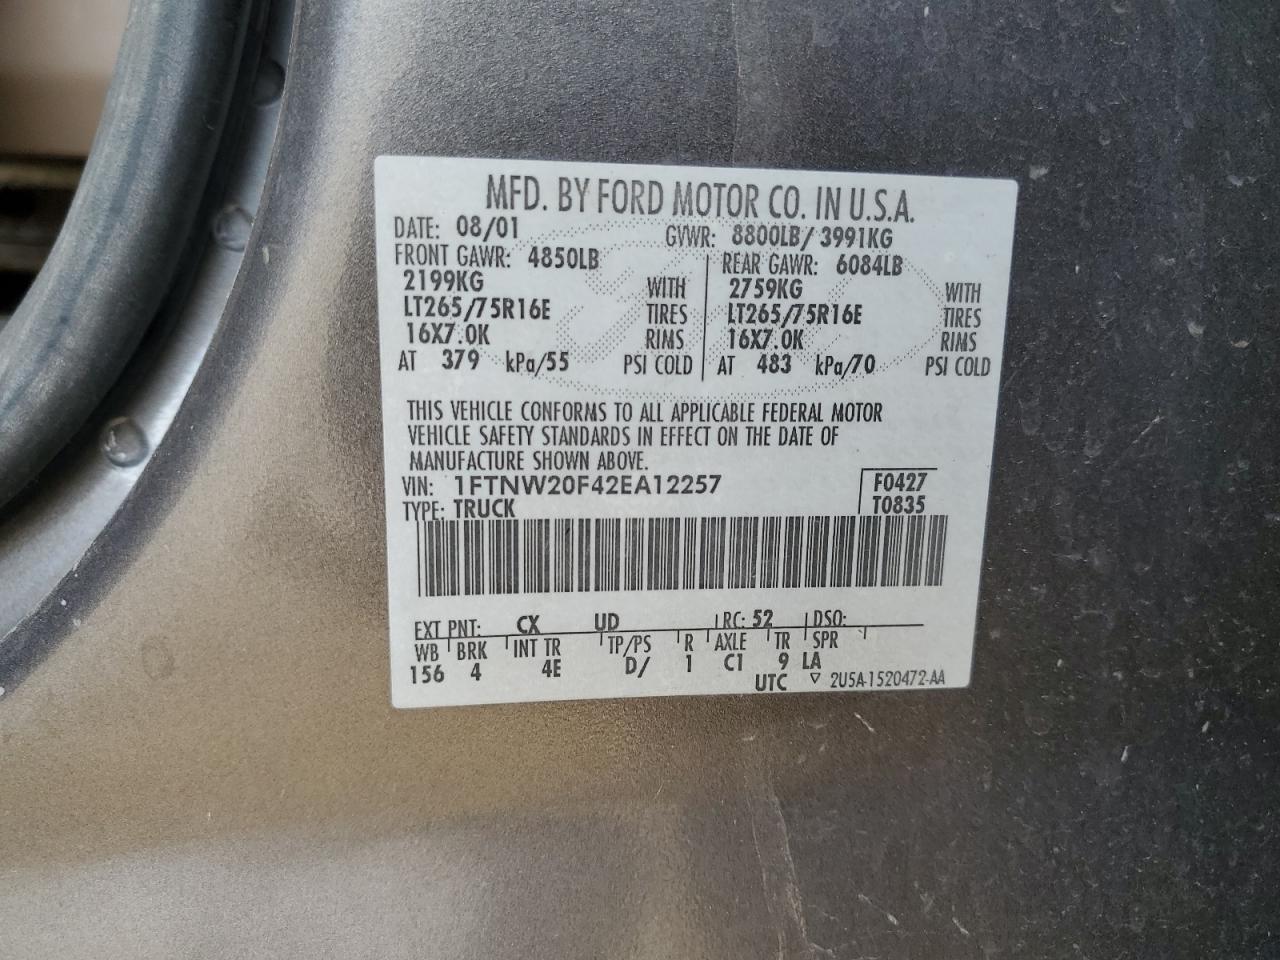 MFD. BY FORD MOTOR CO. IN U.S.A.
DATE: 08/01 GVWR: 8800LB/ 3991KG
FRONT GAWR: 4850LB REAR GAWR: 6084LB
2199KG WITH 2759KG WITH
LT265/75R16E TIRES LT265/75R16E TIRES
16X7.0K RIMS 16X7.0K RIMS
AT 379 kPa/55 PSI COLD AT 483 kPa/70 PSI COLD
THIS VEHICLE CONFORMS TO ALL APPLICABLE FEDERAL MOTOR
VEHICLE SAFETY STANDARDS IN EFFECT ON THE DATE OF
MANUFACTURE SHOWN ABOVE.
VIN: 1FTNW20F42EA12257 F0427
TYPE: TRUCK T0835
EXT PNT: CX UD RC: 52 DSO:
WB BRK INT TR TP/PS R AXLE TR SPR
156 4 4E D/ 1 C1 9 LA
UTC ▽ 2U5A-1520472-AA